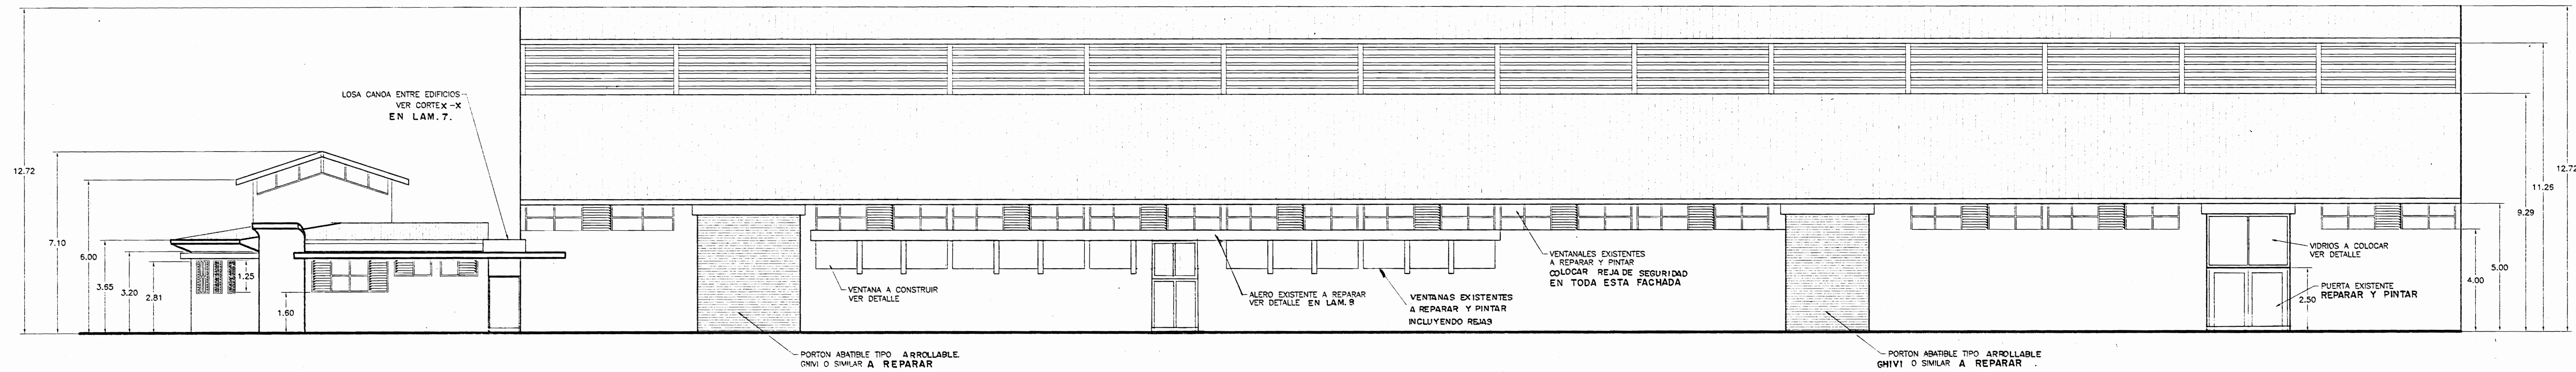 12.72
7.10
6.00
3.65
3.20
2.81
1.25
1.60
LOSA CANOA ENTRE EDIFICIOS
VER CORTE X-X
EN LAM. 7.
VENTANA A CONSTRUIR
VER DETALLE
PORTON ABATIBLE TIPO ARROLLABLE.
GHIVI O SIMILAR A REPARAR
ALERO EXISTENTE A REPARAR
VER DETALLE EN LAM. 9
VENTANAS EXISTENTES
A REPARAR Y PINTAR
INCLUYENDO REJAS
VENTANALES EXISTENTES
A REPARAR Y PINTAR
COLOCAR REJA DE SEGURIDAD
EN TODA ESTA FACHADA
PORTON ABATIBLE TIPO ARROLLABLE
GHIVI O SIMILAR A REPARAR .
VIDRIOS A COLOCAR
VER DETALLE
PUERTA EXISTENTE
REPARAR Y PINTAR
2.50
4.00
5.00
9.29
11.25
12.72